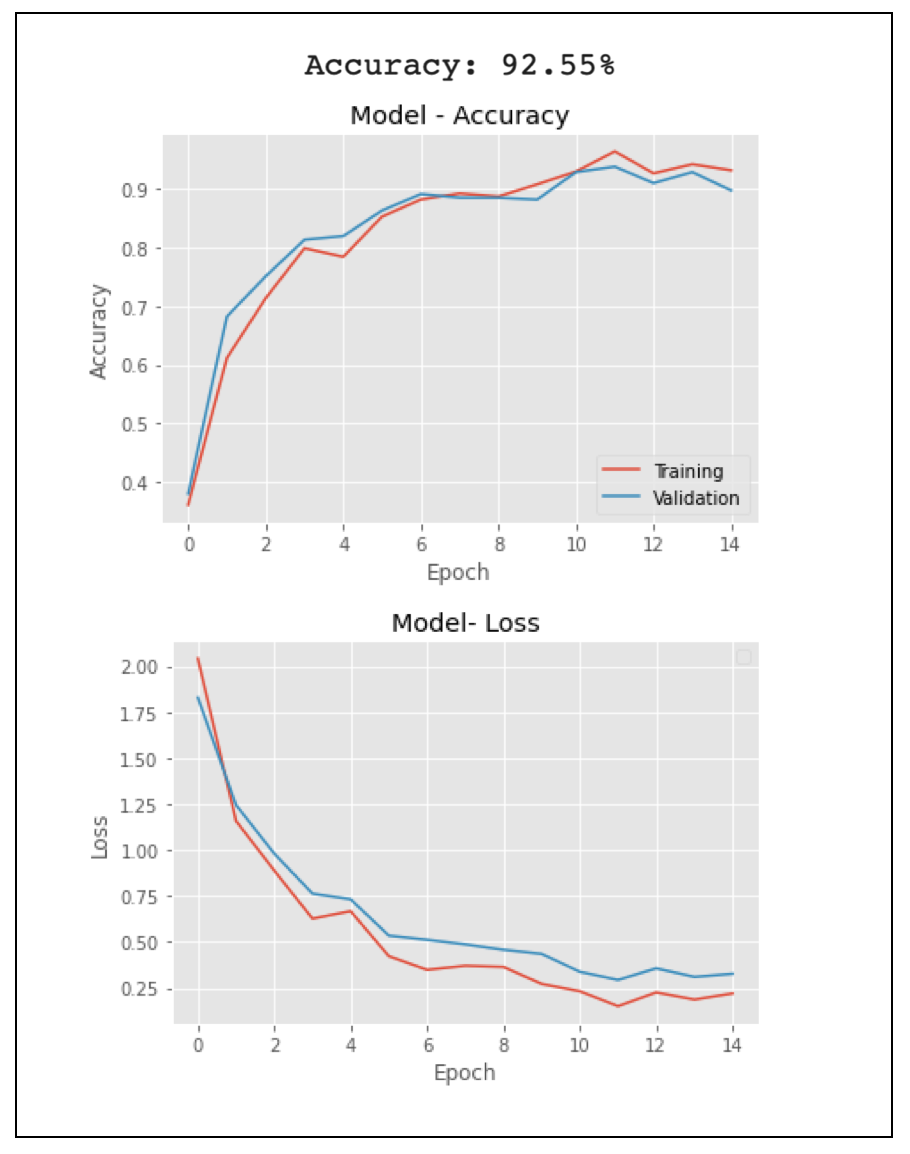 Accuracy: 92.55%
Model - Accuracy
0.9
0.8
0.7
0.6
0.5
0.4
Accuracy
Training
Validation
0 2 4 6 8 10 12 14
Epoch
Model- Loss
2.00
1.75
1.50
1.25
1.00
0.75
0.50
0.25
Loss
0 2 4 6 8 10 12 14
Epoch